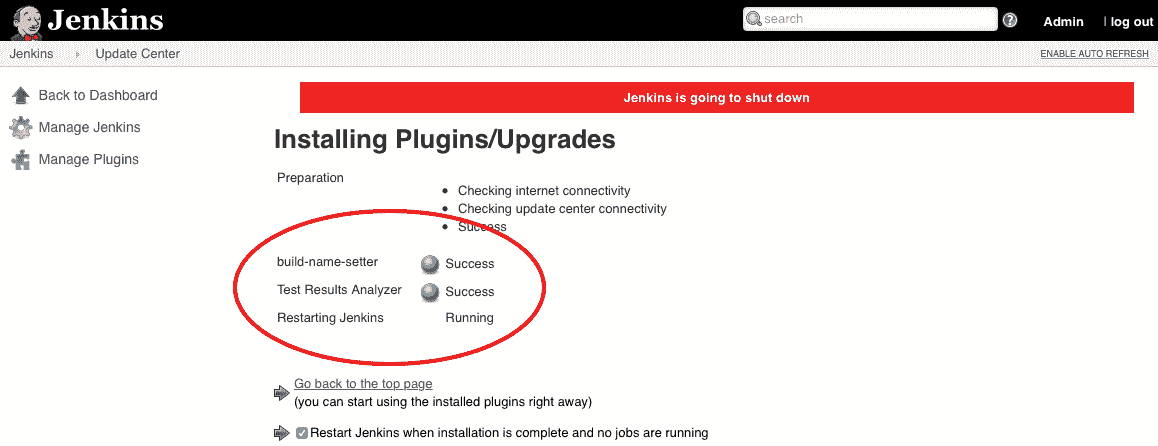 Jenkins
search
Admin
| log out
Jenkins
Update Center
ENABLE AUTO REFRESH
Back to Dashboard
Manage Jenkins
Manage Plugins
Jenkins is going to shut down
Installing Plugins/Upgrades
Preparation
Checking internet connectivity
Checking update center connectivity
Success
build-name-setter Success
Test Results Analyzer Success
Restarting Jenkins Running
Go back to the top page
(you can start using the installed plugins right away)
Restart Jenkins when installation is complete and no jobs are running